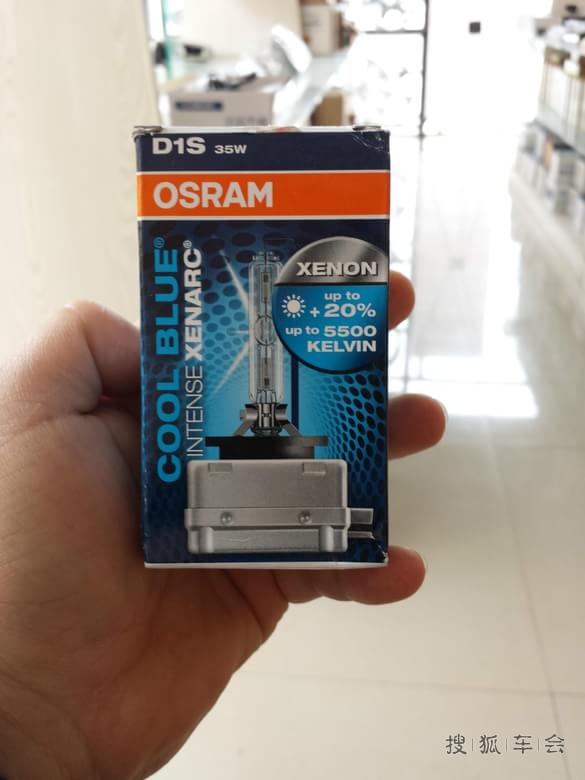 D1S 35W
OSRAM
COOL BLUE®
INTENSE XENARC®
XENON
up to
+ 20%
up to 5500
KELVIN
搜|狐|车|会